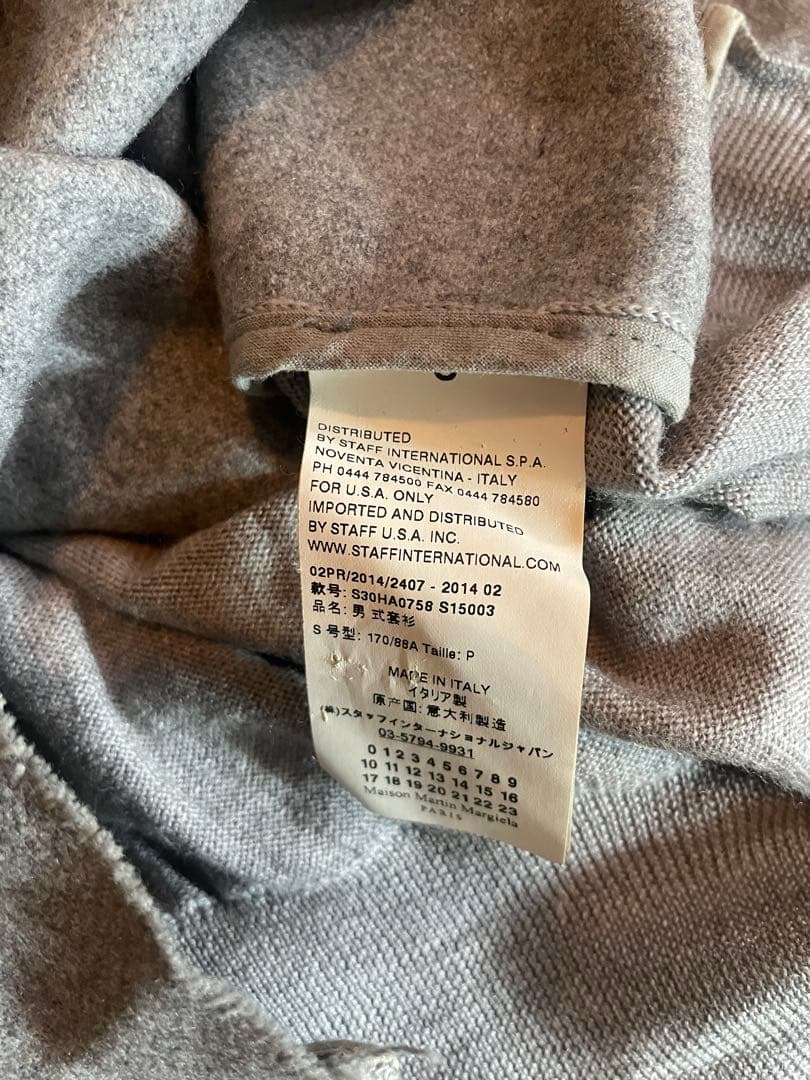 DISTRIBUTED
BY STAFF INTERNATIONAL S.P.A.
NOVENTA VICENTINA - ITALY
PH 0444 784500 FAX 0444 784580
FOR U.S.A. ONLY
IMPORTED AND DISTRIBUTED
BY STAFF U.S.A. INC.
WWW.STAFFINTERNATIONAL.COM
02PR/2014/2407 - 2014 02
款号: S30HA0758 S15003
品名: 男 式套衫
S 号型: 170/88A Taille: P
MADE IN ITALY
イタリア製
原产国: 意大利製造
(株)スタッフインターナショナルジャパン
03-5794-9931
0 1 2 3 4 5 6 7 8 9
10 11 12 13 14 15 16
17 18 19 20 21 22 23
Maison Martin Margiela
PARIS